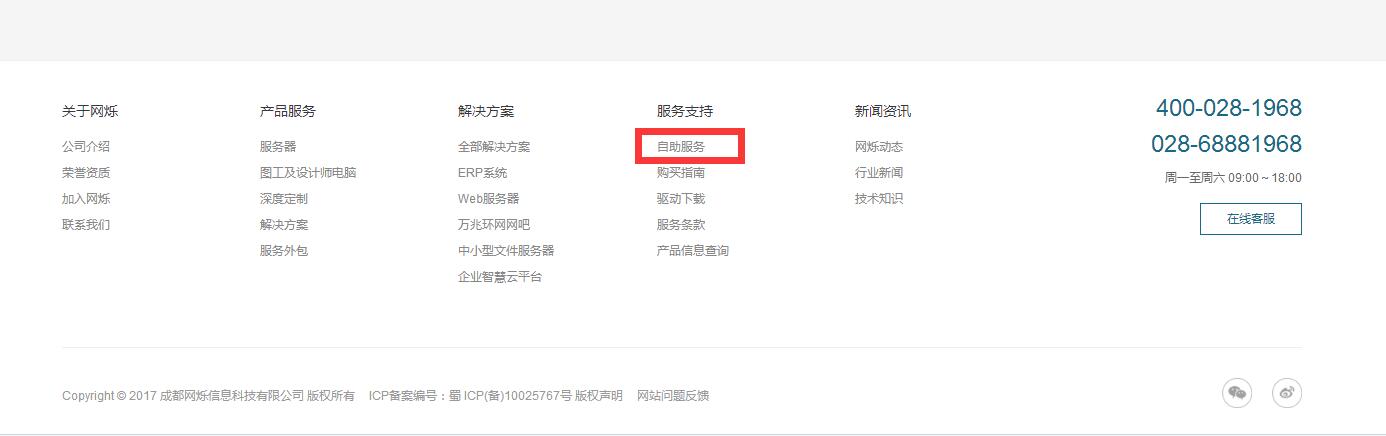 关于网烁
公司介绍
荣誉资质
加入网烁
联系我们
产品服务
服务器
图工及设计师电脑
深度定制
解决方案
服务外包
解决方案
全部解决方案
ERP系统
Web服务器
万兆环网网吧
中小型文件服务器
企业智慧云平台
服务支持
自助服务
购买指南
驱动下载
服务条款
产品信息查询
新闻资讯
网烁动态
行业新闻
技术知识
400-028-1968
028-68881968
周一至周六 09:00 ~ 18:00
在线客服
Copyright © 2017 成都网烁信息科技有限公司 版权所有 ICP备案编号：蜀 ICP(备)10025767号 版权声明 网站问题反馈